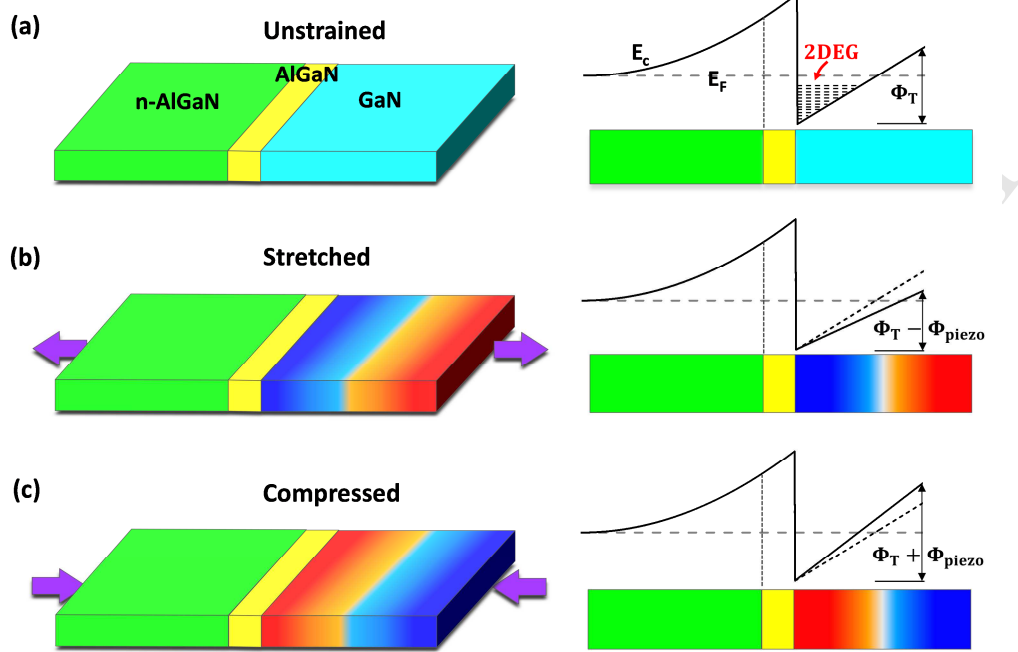 (a)
Unstrained
AlGaN
n-AlGaN
GaN
E_c
E_F
2DEG
Φ_T
(b)
Stretched
Φ_T − Φ_piezo
(c)
Compressed
Φ_T + Φ_piezo